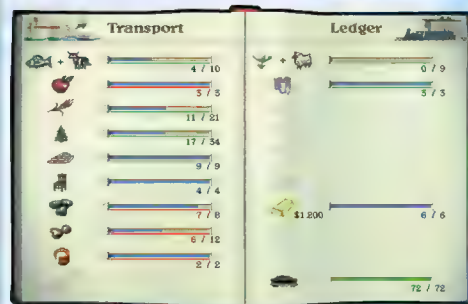 Transport
+
4 / 10
3 / 3
11 / 21
17 / 34
9 / 9
4 / 4
7 / 8
6 / 12
2 / 2
Ledger
+
0 / 9
3 / 3
$1,200
6 / 6
72 / 72